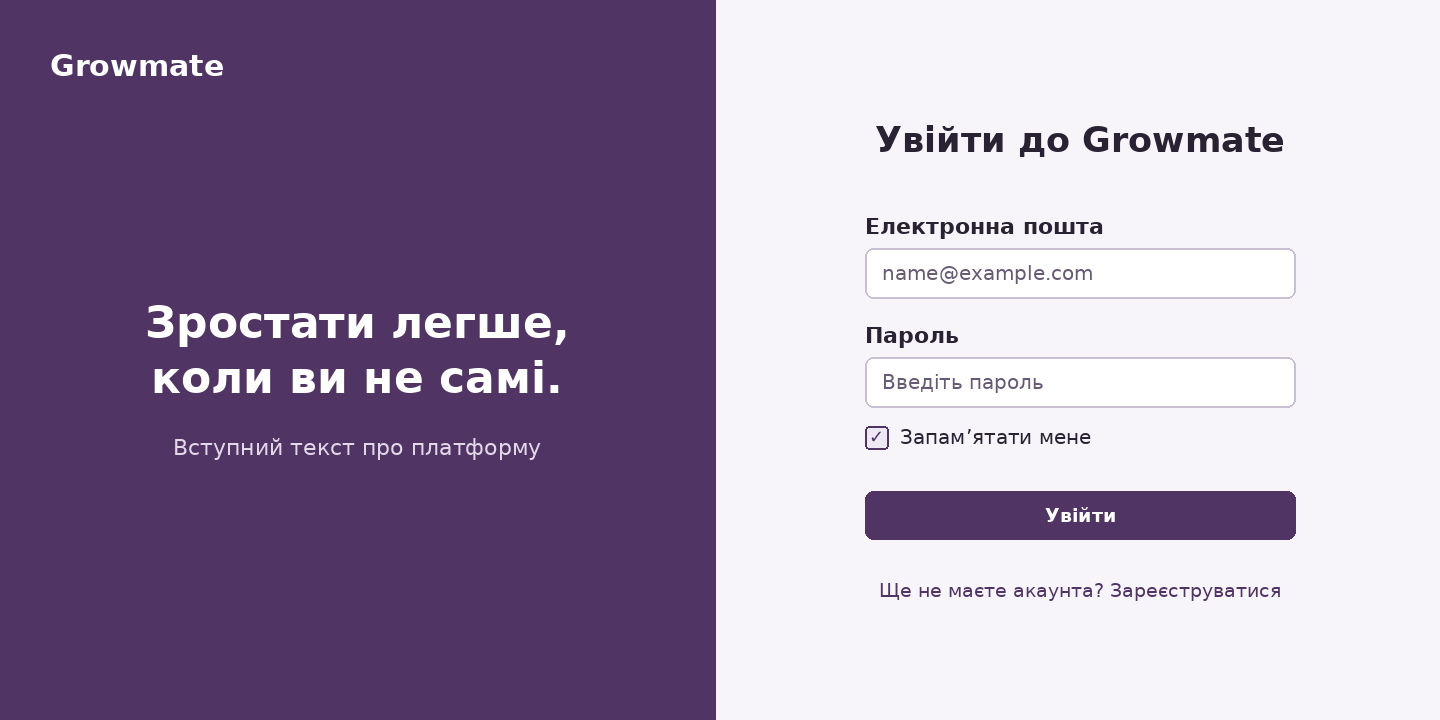 Growmate
Зростати легше,
коли ви не самі.
Вступний текст про платформу
Увійти до Growmate
Електронна пошта
name@example.com
Пароль
Введіть пароль
✓ Запам’ятати мене
Увійти
Ще не маєте акаунта? Зареєструватися